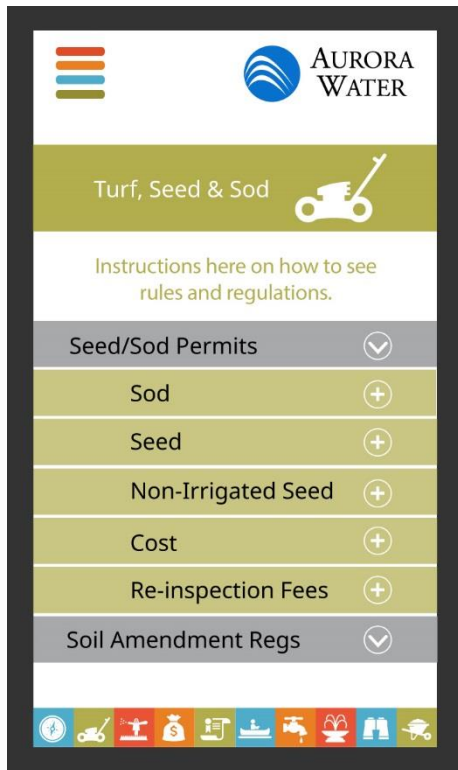 AURORA
WATER
Turf, Seed & Sod
Instructions here on how to see
rules and regulations.
Seed/Sod Permits
Sod
Seed
Non-Irrigated Seed
Cost
Re-inspection Fees
Soil Amendment Regs
$